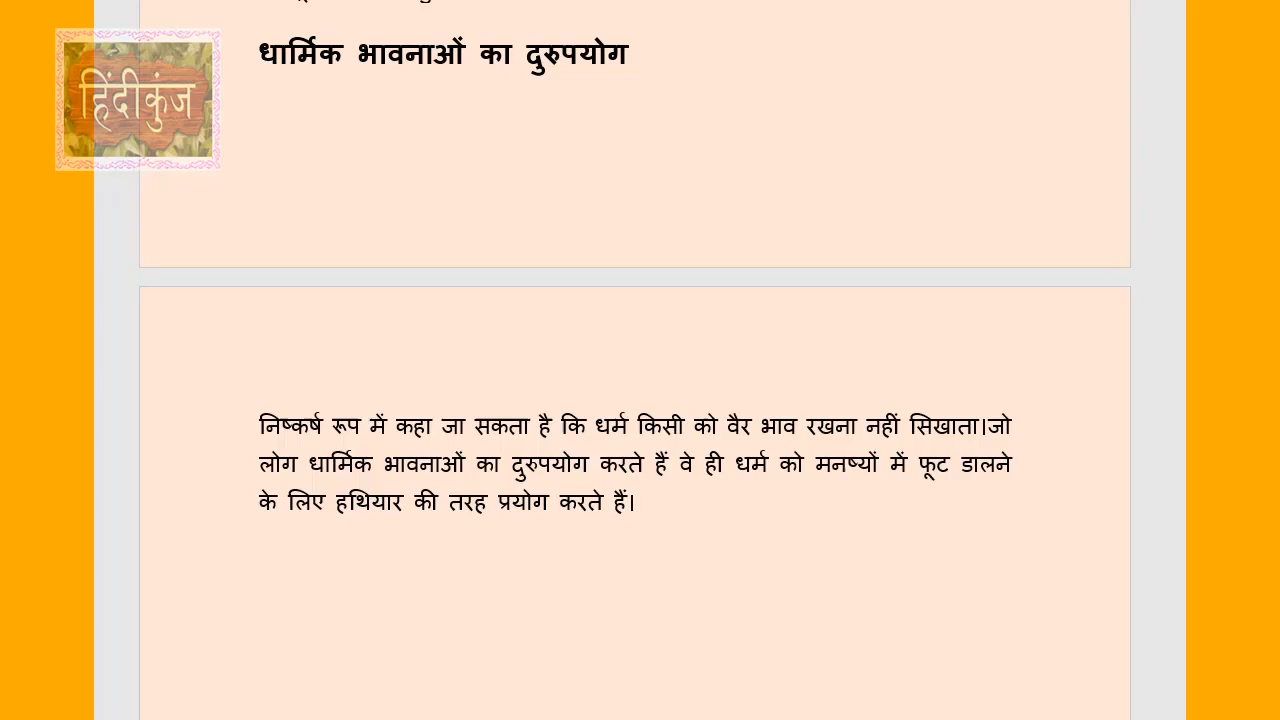 धार्मिक भावनाओं का दुरुपयोग
हिंदीकुंज
निष्कर्ष रूप में कहा जा सकता है कि धर्म किसी को वैर भाव रखना नहीं सिखाता।जो
लोग धार्मिक भावनाओं का दुरुपयोग करते हैं वे ही धर्म को मनष्यों में फूट डालने
के लिए हथियार की तरह प्रयोग करते हैं।